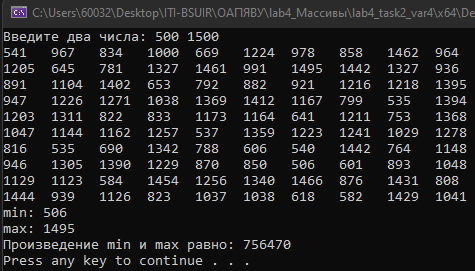 C:\Users\60032\Desktop\ITI-BSUIR\ОАПЯВУ\lab4_Массивы\lab4_task2_var4\x64\De
Введите два числа: 500 1500
541 967 834 1000 669 1224 978 858 1462 964
1205 645 781 1327 1461 991 1495 1442 1327 936
891 1104 1402 653 792 882 921 1216 1218 1395
947 1226 1271 1038 1369 1412 1167 799 535 1394
1203 1311 822 833 1173 1164 641 1211 753 1368
1047 1144 1162 1257 537 1359 1223 1241 1029 1278
816 535 690 1342 788 606 540 1442 764 1148
946 1305 1390 1229 870 850 506 601 893 1048
1129 1123 584 1454 1256 1340 1466 876 1431 808
1444 939 1126 823 1037 1038 618 582 1429 1041
min: 506
max: 1495
Произведение min и max равно: 756470
Press any key to continue . . .